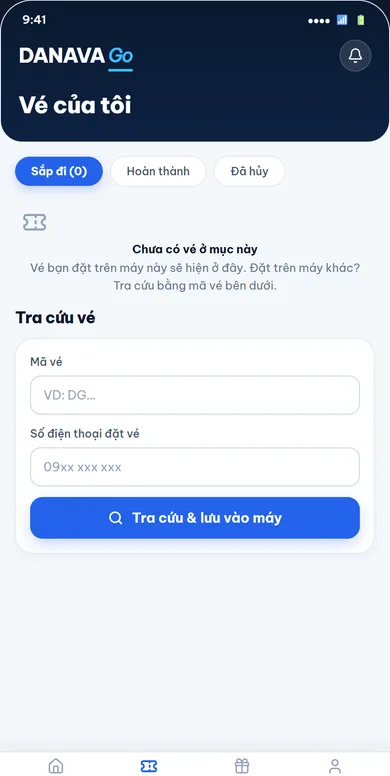 9:41
DANAVA Go
Vé của tôi
Sắp đi (0)
Hoàn thành
Đã hủy
Chưa có vé ở mục này
Vé bạn đặt trên máy này sẽ hiện ở đây. Đặt trên máy khác?
Tra cứu bằng mã vé bên dưới.
Tra cứu vé
Mã vé
VD: DG...
Số điện thoại đặt vé
09xx xxx xxx
Tra cứu & lưu vào máy